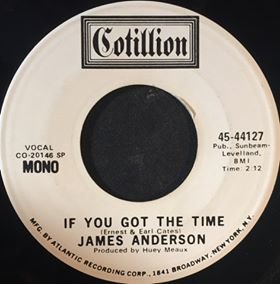 Cotillion
VOCAL
CO-20146 SP
MONO
45-44127
Pub., Sunbeam-
Levelland,
BMI
Time: 2:12
IF YOU GOT THE TIME
(Ernest & Earl Cates)
JAMES ANDERSON
Produced by Huey Meaux
MFG. BY ATLANTIC RECORDING CORP., 1841 BROADWAY, NEW YORK, N.Y.